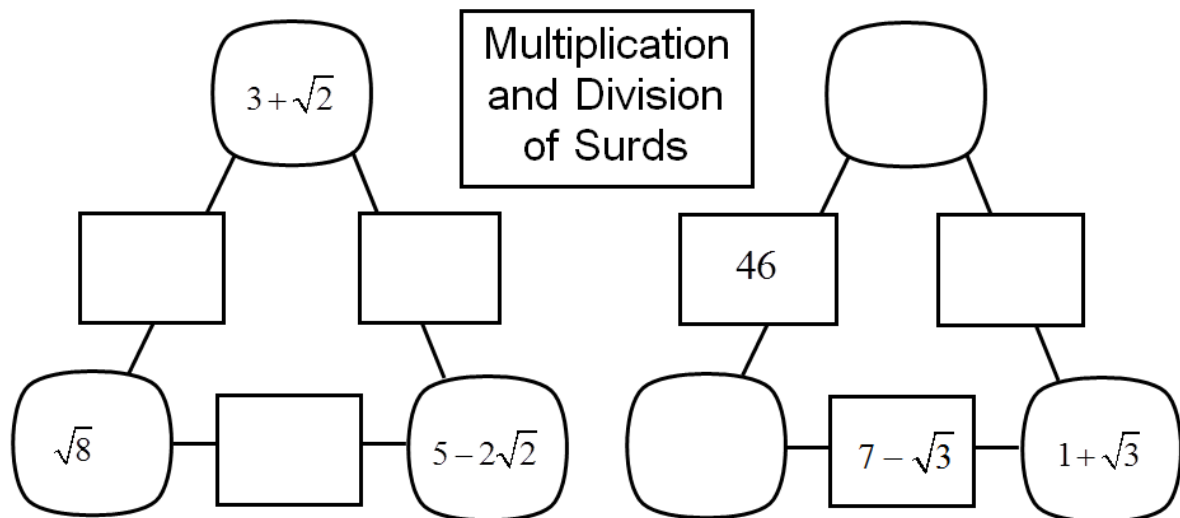 Multiplication
and Division
of Surds
3 + √2
46
√8
5 − 2√2
7 − √3
1 + √3